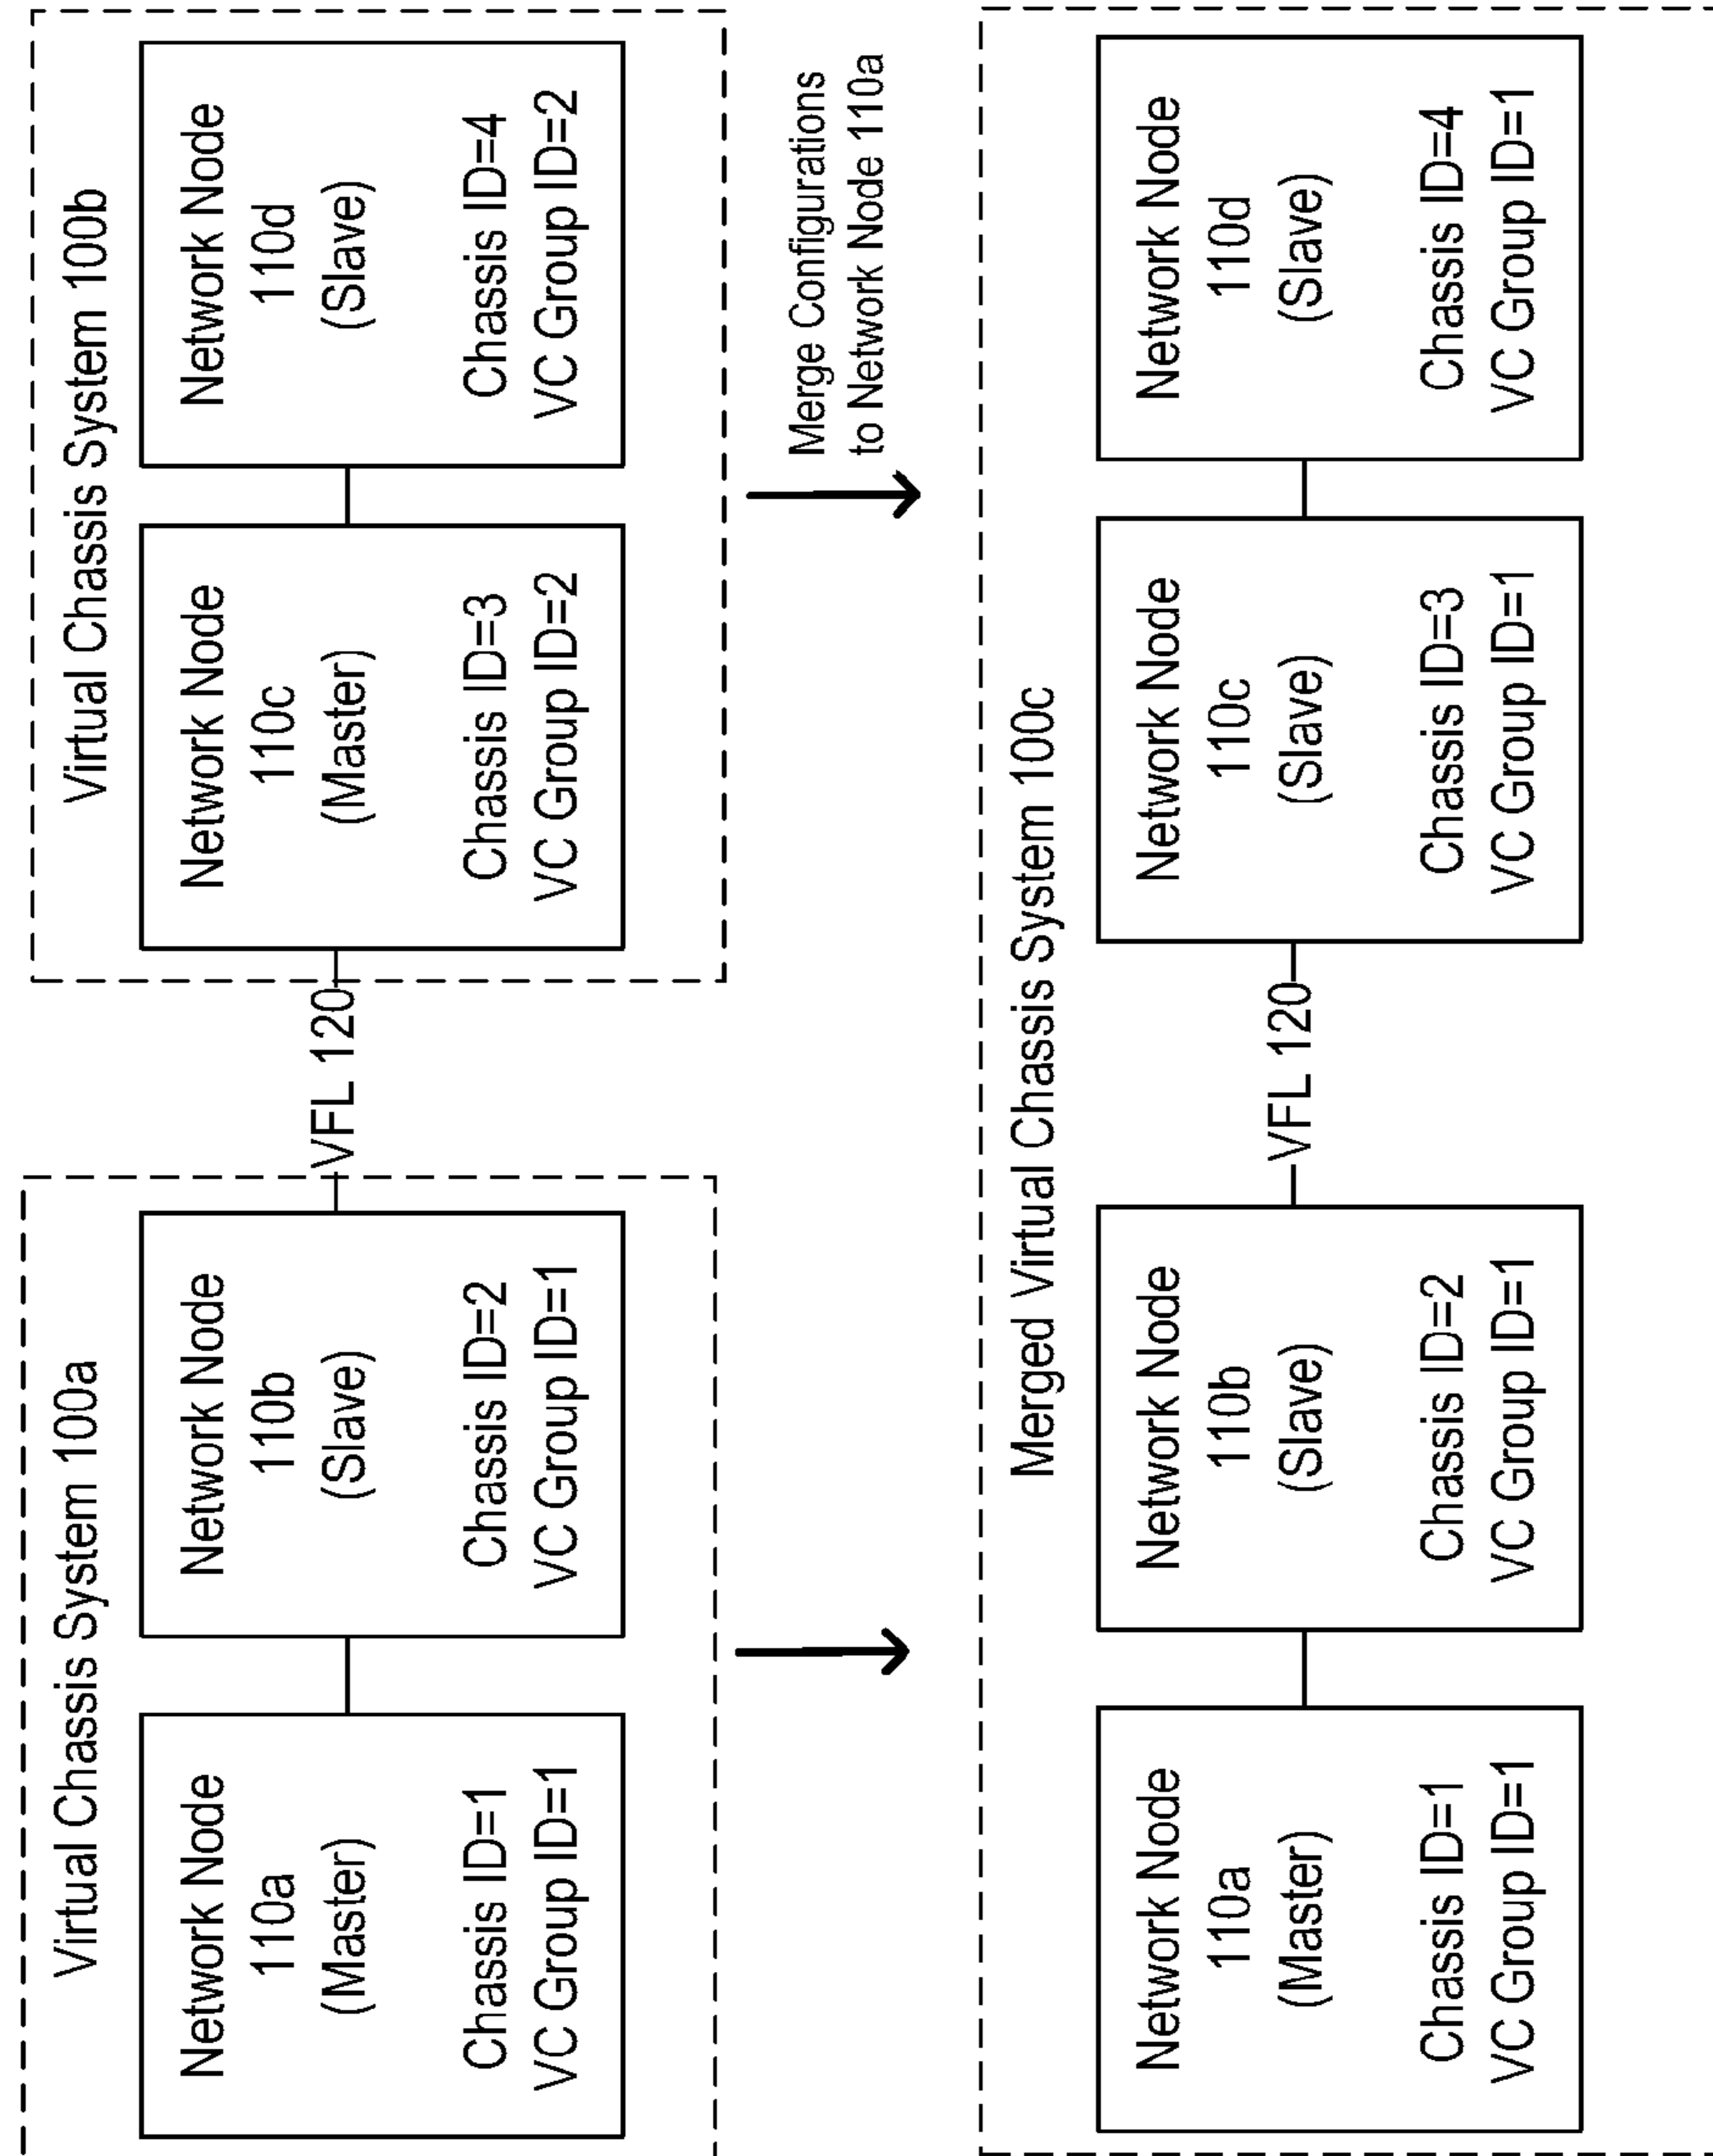 Virtual Chassis System 100a
Network Node
110a
(Master)
Chassis ID=1
VC Group ID=1
Network Node
110b
(Slave)
Chassis ID=2
VC Group ID=1
VFL 120
Virtual Chassis System 100b
Network Node
110c
(Master)
Chassis ID=3
VC Group ID=2
Network Node
110d
(Slave)
Chassis ID=4
VC Group ID=2
Merge Configurations
to Network Node 110a
Merged Virtual Chassis System 100c
Network Node
110a
(Master)
Chassis ID=1
VC Group ID=1
Network Node
110b
(Slave)
Chassis ID=2
VC Group ID=1
VFL 120
Network Node
110c
(Slave)
Chassis ID=3
VC Group ID=1
Network Node
110d
(Slave)
Chassis ID=4
VC Group ID=1